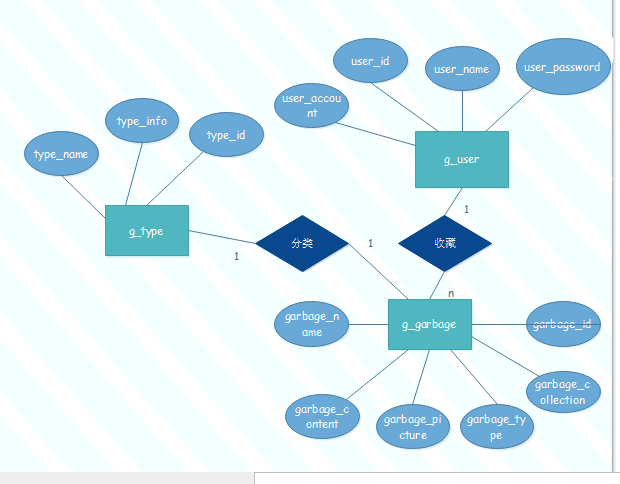 user_id
user_name
user_password
user_accou
nt
type_info
type_id
type_name
g_user
g_type
1
分类
1
1
收藏
n
garbage_n
ame
g_garbage
garbage_id
garbage_c
ollection
garbage_c
ontent
garbage_pi
cture
garbage_ty
pe